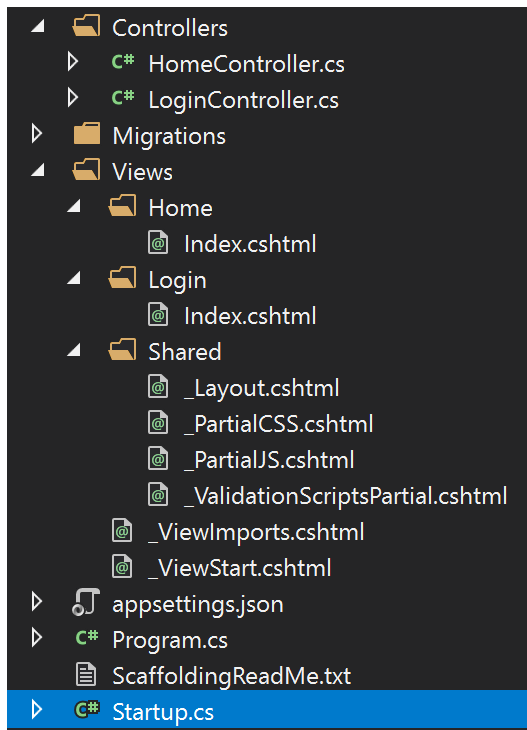 Controllers
C# HomeController.cs
C# LoginController.cs
Migrations
Views
Home
@ Index.cshtml
Login
@ Index.cshtml
Shared
@ _Layout.cshtml
@ _PartialCSS.cshtml
@ _PartialJS.cshtml
@ _ValidationScriptsPartial.cshtml
@ _ViewImports.cshtml
@ _ViewStart.cshtml
appsettings.json
C# Program.cs
ScaffoldingReadMe.txt
C# Startup.cs